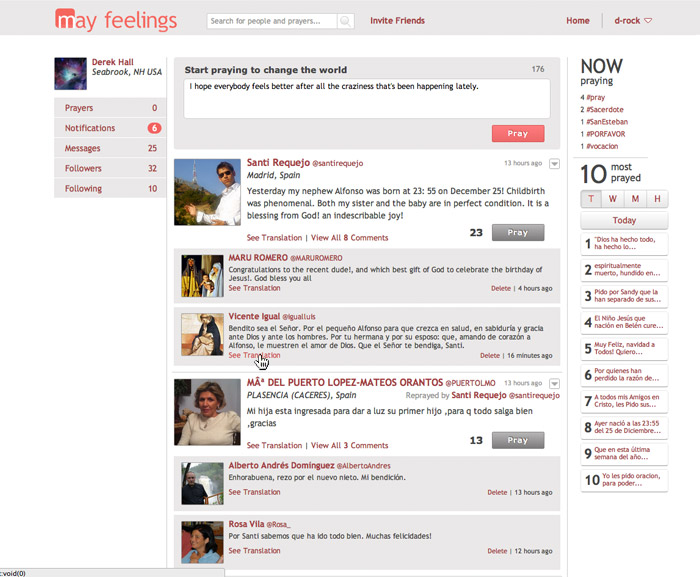 may feelings
Search for people and prayers...
Invite Friends
Home
d-rock
Derek Hall
Seabrook, NH USA
Prayers 0
Notifications 6
Messages 25
Followers 32
Following 10
Start praying to change the world 176
I hope everybody feels better after all the craziness that's been happening lately.
Pray
Santi Requejo @santirequejo 13 hours ago
Madrid, Spain
Yesterday my nephew Alfonso was born at 23: 55 on December 25! Childbirth
was phenomenal. Both my sister and the baby are in perfect condition. It is a
blessing from God! an indescribable joy!
See Translation | View All 8 Comments 23 Pray
MARU ROMERO @MARUROMERO
Congratulations to the recent dude!, and which best gift of God to celebrate the birthday of
Jesus!. God bless you all
See Translation Delete | 4 hours ago
Vicente Igual @igualluis
Bendito sea el Señor. Por el pequeño Alfonso para que crezca en salud, en sabiduría y gracia
ante Dios y ante los hombres. Por tu hermana y por su esposo: que, amando de corazón a
Alfonso, le muestren el amor de Dios. Que el Señor te bendiga, Santi.
See Translation Delete | 16 minutes ago
Mª DEL PUERTO LOPEZ-MATEOS ORANTOS @PUERTOLMO 13 hours ago
PLASENCIA (CACERES), Spain Reprayed by Santi Requejo @santirequejo
Mi hija esta ingresada para dar a luz su primer hijo ,para q todo salga bien
,gracias
See Translation | View All 3 Comments 13 Pray
Alberto Andrés Domínguez @AlbertoAndres
Enhorabuena, rezo por el nuevo nieto. Mi bendición.
See Translation Delete | 13 hours ago
Rosa Vila @Rosa_
Por Santi sabemos que ha ido todo bien. Muchas felicidades!
See Translation Delete | 12 hours ago
NOW
praying
4 #pray
2 #Sacerdote
1 #SanEsteban
1 #PORFAVOR
1 #vocacion
10 most
prayed
T W M H
Today
1 "Dios ha hecho todo,
ha hecho lo...
2 espiritualmente
muerto, hundido en...
3 Pido por Sandy que la
han separado de sus...
4 El Niño Jesús que
nación en Belén cure...
5 Muy Feliz, navidad a
Todos! Quiero...
6 Por quienes han
perdido la razón de...
7 A todos mis Amigos en
Cristo, les Pido sus...
8 Ayer nació a las 23:55
del 25 de Diciembre...
9 Que en esta última
semana del año...
10 Yo les pido oracion,
para poder...
c:void(0)